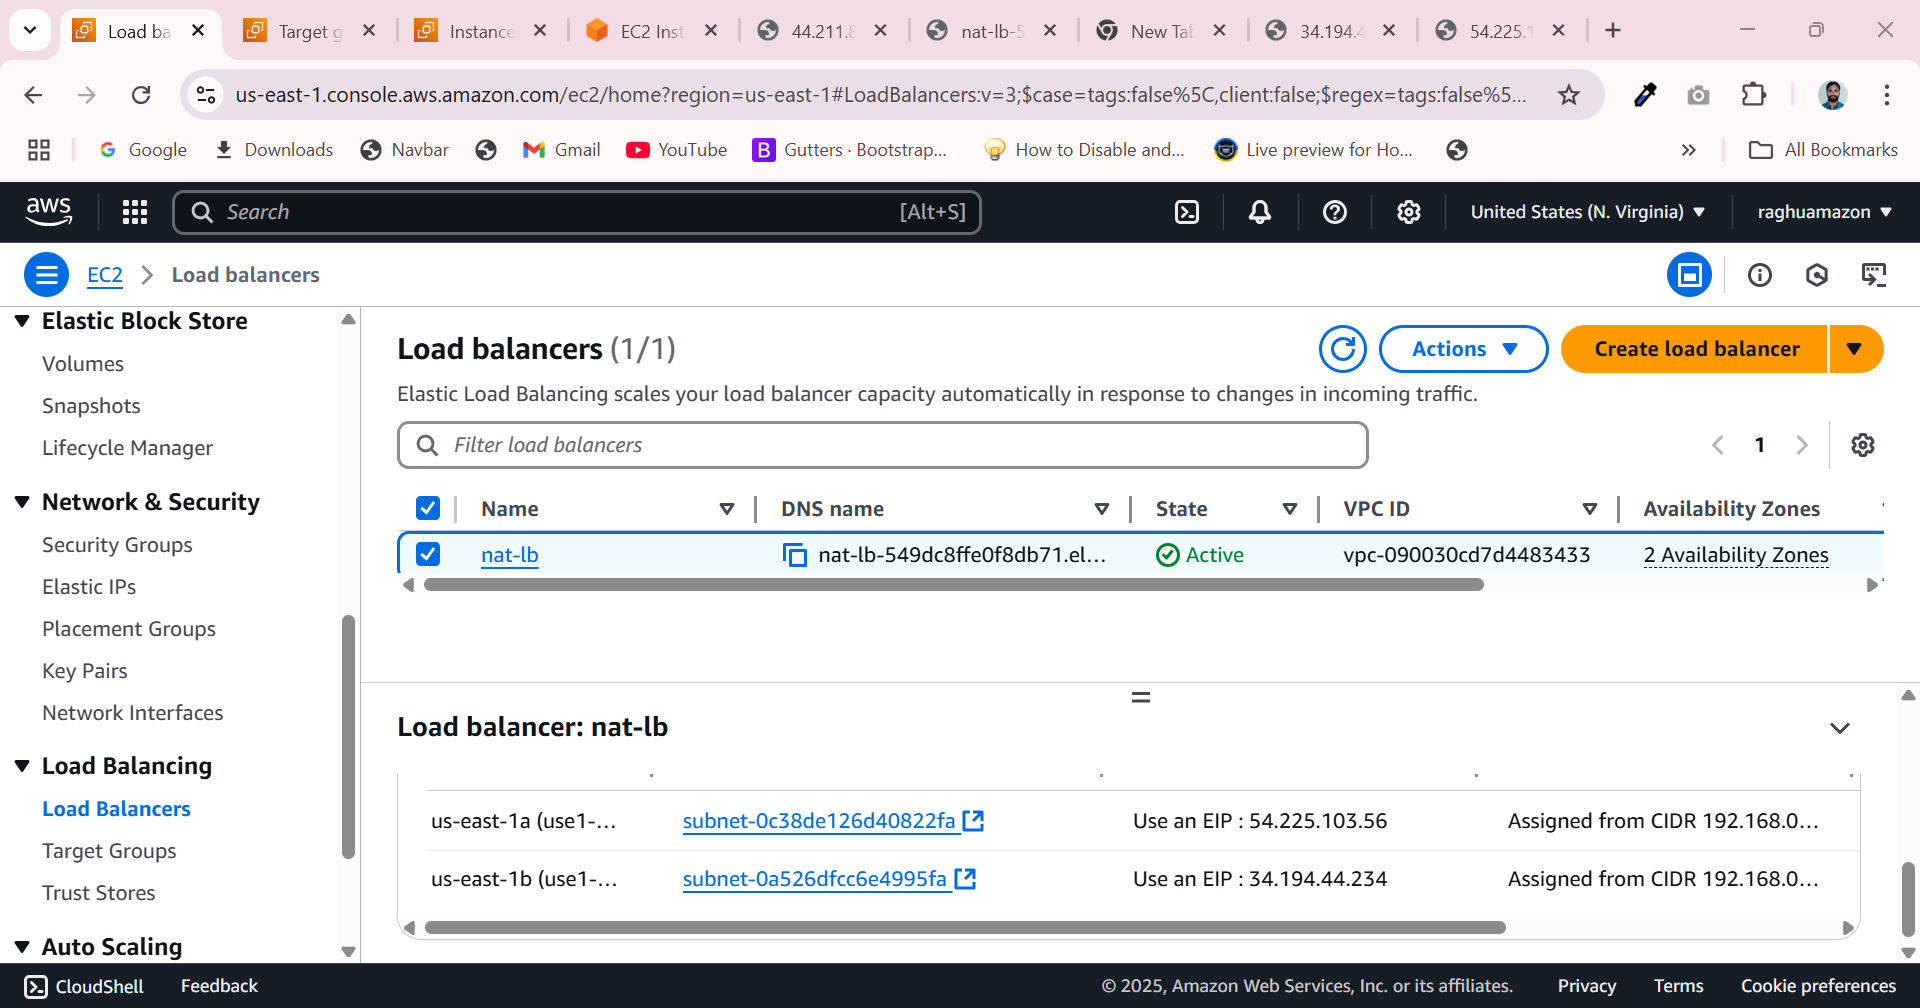 Load ba
Target g
Instance
EC2 Inst
44.211.8
nat-lb-5
New Tab
34.194.4
54.225.1
us-east-1.console.aws.amazon.com/ec2/home?region=us-east-1#LoadBalancers:v=3;$case=tags:false%5C,client:false;$regex=tags:false%5...
Google
Downloads
Navbar
Gmail
YouTube
B Gutters · Bootstrap...
How to Disable and...
Live preview for Ho...
All Bookmarks
aws
Search
[Alt+S]
United States (N. Virginia)
raghuamazon
EC2
Load balancers
Elastic Block Store
Volumes
Snapshots
Lifecycle Manager
Network & Security
Security Groups
Elastic IPs
Placement Groups
Key Pairs
Network Interfaces
Load Balancing
Load Balancers
Target Groups
Trust Stores
Auto Scaling
Load balancers (1/1)
Actions
Create load balancer
Elastic Load Balancing scales your load balancer capacity automatically in response to changes in incoming traffic.
Filter load balancers
1
Name
DNS name
State
VPC ID
Availability Zones
nat-lb
nat-lb-549dc8ffe0f8db71.el...
Active
vpc-090030cd7d4483433
2 Availability Zones
Load balancer: nat-lb
us-east-1a (use1-...
subnet-0c38de126d40822fa
Use an EIP : 54.225.103.56
Assigned from CIDR 192.168.0...
us-east-1b (use1-...
subnet-0a526dfcc6e4995fa
Use an EIP : 34.194.44.234
Assigned from CIDR 192.168.0...
CloudShell
Feedback
© 2025, Amazon Web Services, Inc. or its affiliates.
Privacy
Terms
Cookie preferences